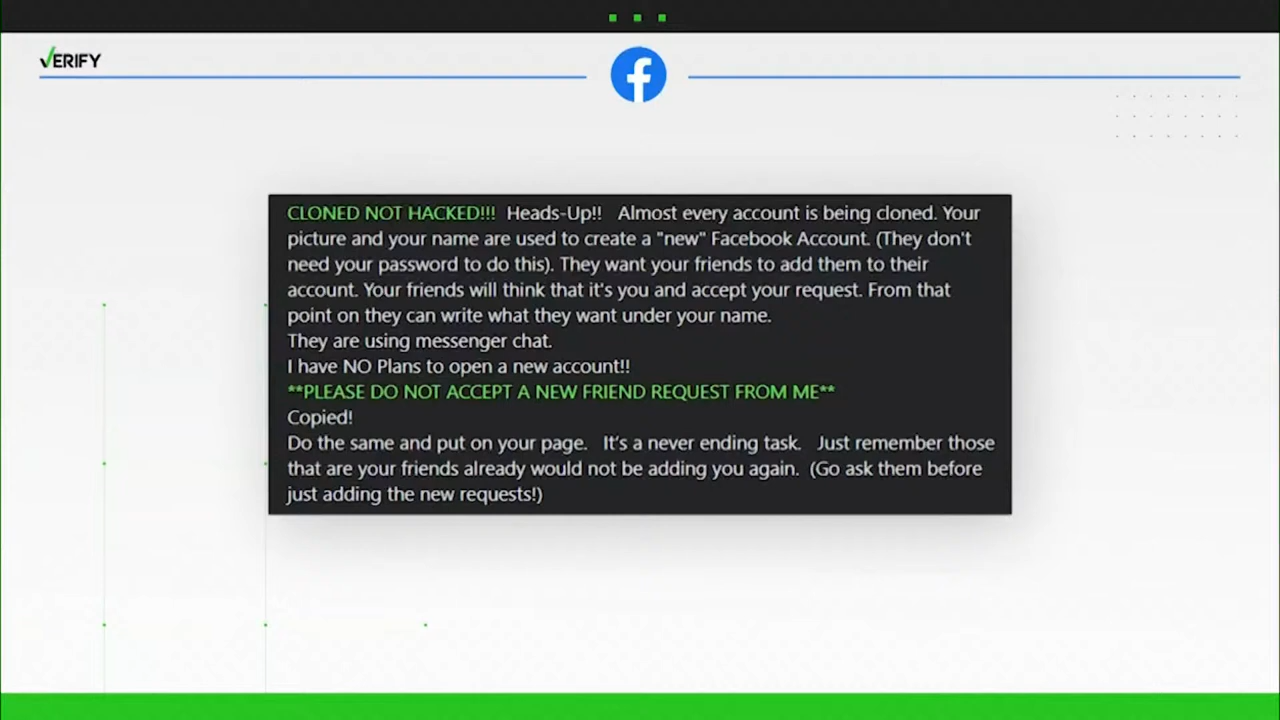 VERIFY
CLONED NOT HACKED!!! Heads-Up!! Almost every account is being cloned. Your
picture and your name are used to create a "new" Facebook Account. (They don't
need your password to do this). They want your friends to add them to their
account. Your friends will think that it's you and accept your request. From that
point on they can write what they want under your name.
They are using messenger chat.
I have NO Plans to open a new account!!
**PLEASE DO NOT ACCEPT A NEW FRIEND REQUEST FROM ME**
Copied!
Do the same and put on your page. It's a never ending task. Just remember those
that are your friends already would not be adding you again. (Go ask them before
just adding the new requests!)